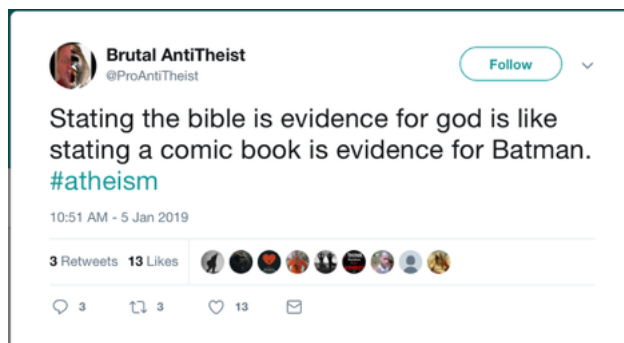 Brutal AntiTheist
@ProAntiTheist
Follow
Stating the bible is evidence for god is like
stating a comic book is evidence for Batman.
#atheism
10:51 AM - 5 Jan 2019
3 Retweets 13 Likes
3 3 13